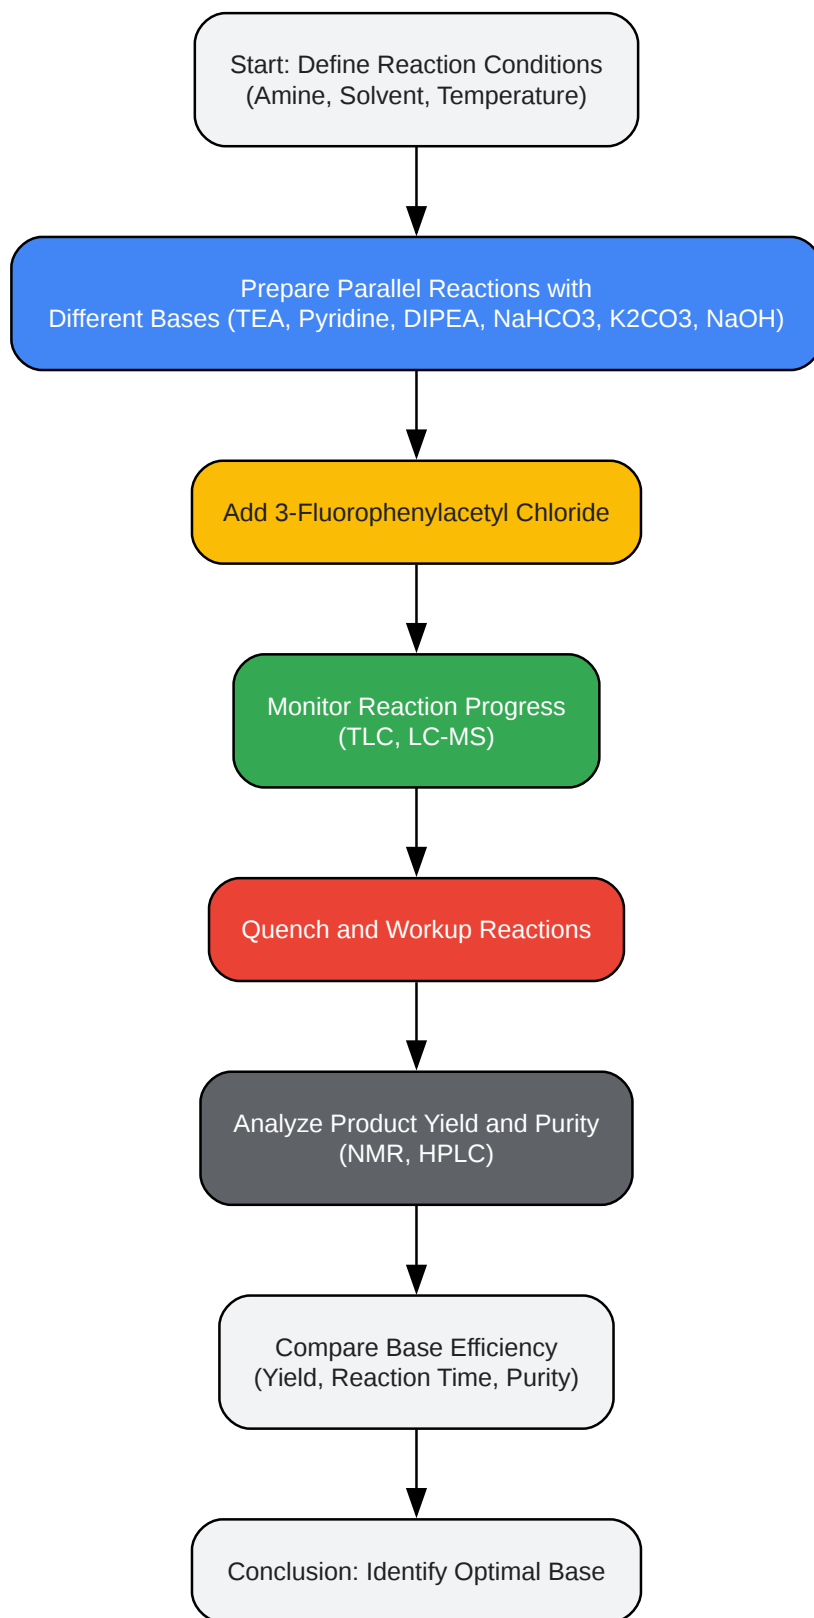 Start: Define Reaction Conditions
(Amine, Solvent, Temperature)
Prepare Parallel Reactions with
Different Bases (TEA, Pyridine, DIPEA, NaHCO3, K2CO3, NaOH)
Add 3-Fluorophenylacetyl Chloride
Monitor Reaction Progress
(TLC, LC-MS)
Quench and Workup Reactions
Analyze Product Yield and Purity
(NMR, HPLC)
Compare Base Efficiency
(Yield, Reaction Time, Purity)
Conclusion: Identify Optimal Base